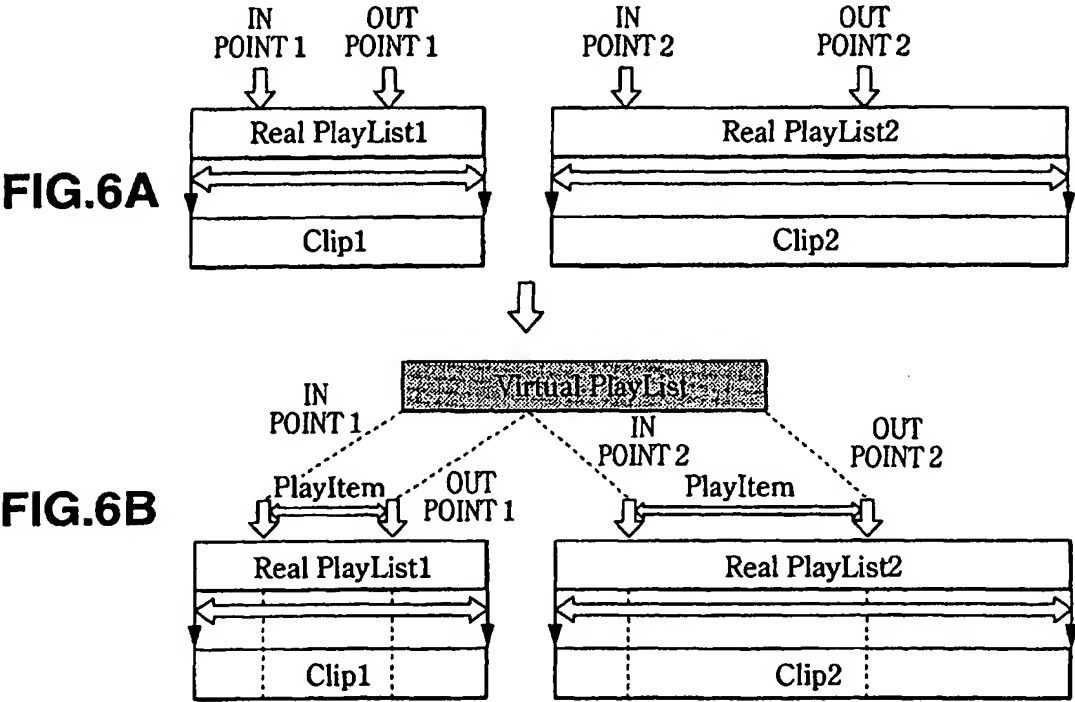 IN
POINT 1
OUT
POINT 1
IN
POINT 2
OUT
POINT 2
Real PlayList1
Real PlayList2
FIG.6A
Clip1
Clip2
Virtual PlayList
IN
POINT 1
IN
POINT 2
OUT
POINT 2
PlayItem
OUT
POINT 1
PlayItem
FIG.6B
Real PlayList1
Real PlayList2
Clip1
Clip2